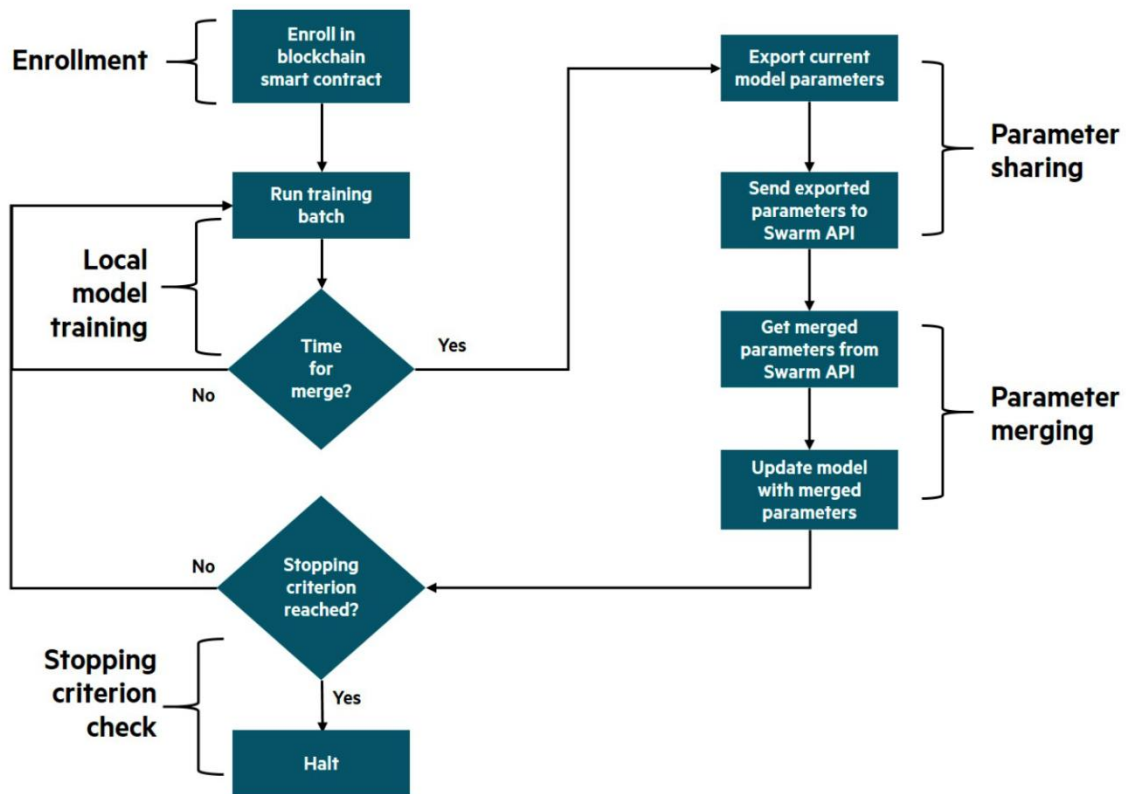 Enrollment
Enroll in
blockchain
smart contract
Run training
batch
Local
model
training
Time
for
merge?
Yes
No
Export current
model parameters
Send exported
parameters to
Swarm API
Parameter
sharing
Get merged
parameters from
Swarm API
Update model
with merged
parameters
Parameter
merging
Stopping
criterion
reached?
No
Yes
Stopping
criterion
check
Halt